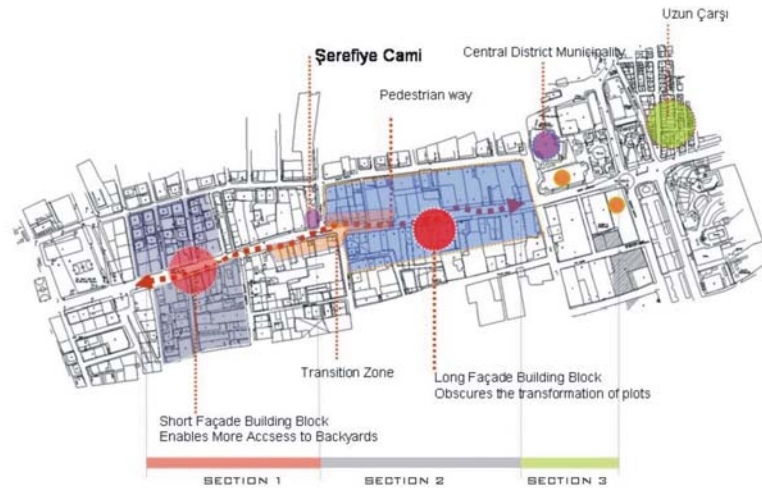 Uzun Çarşı
Şerefiye Cami
Central District Municipality
Pedestrian way
Transition Zone
Long Façade Building Block
Obscures the transformation of plots
Short Façade Building Block
Enables More Accsess to Backyards
SECTION 1
SECTION 2
SECTION 3